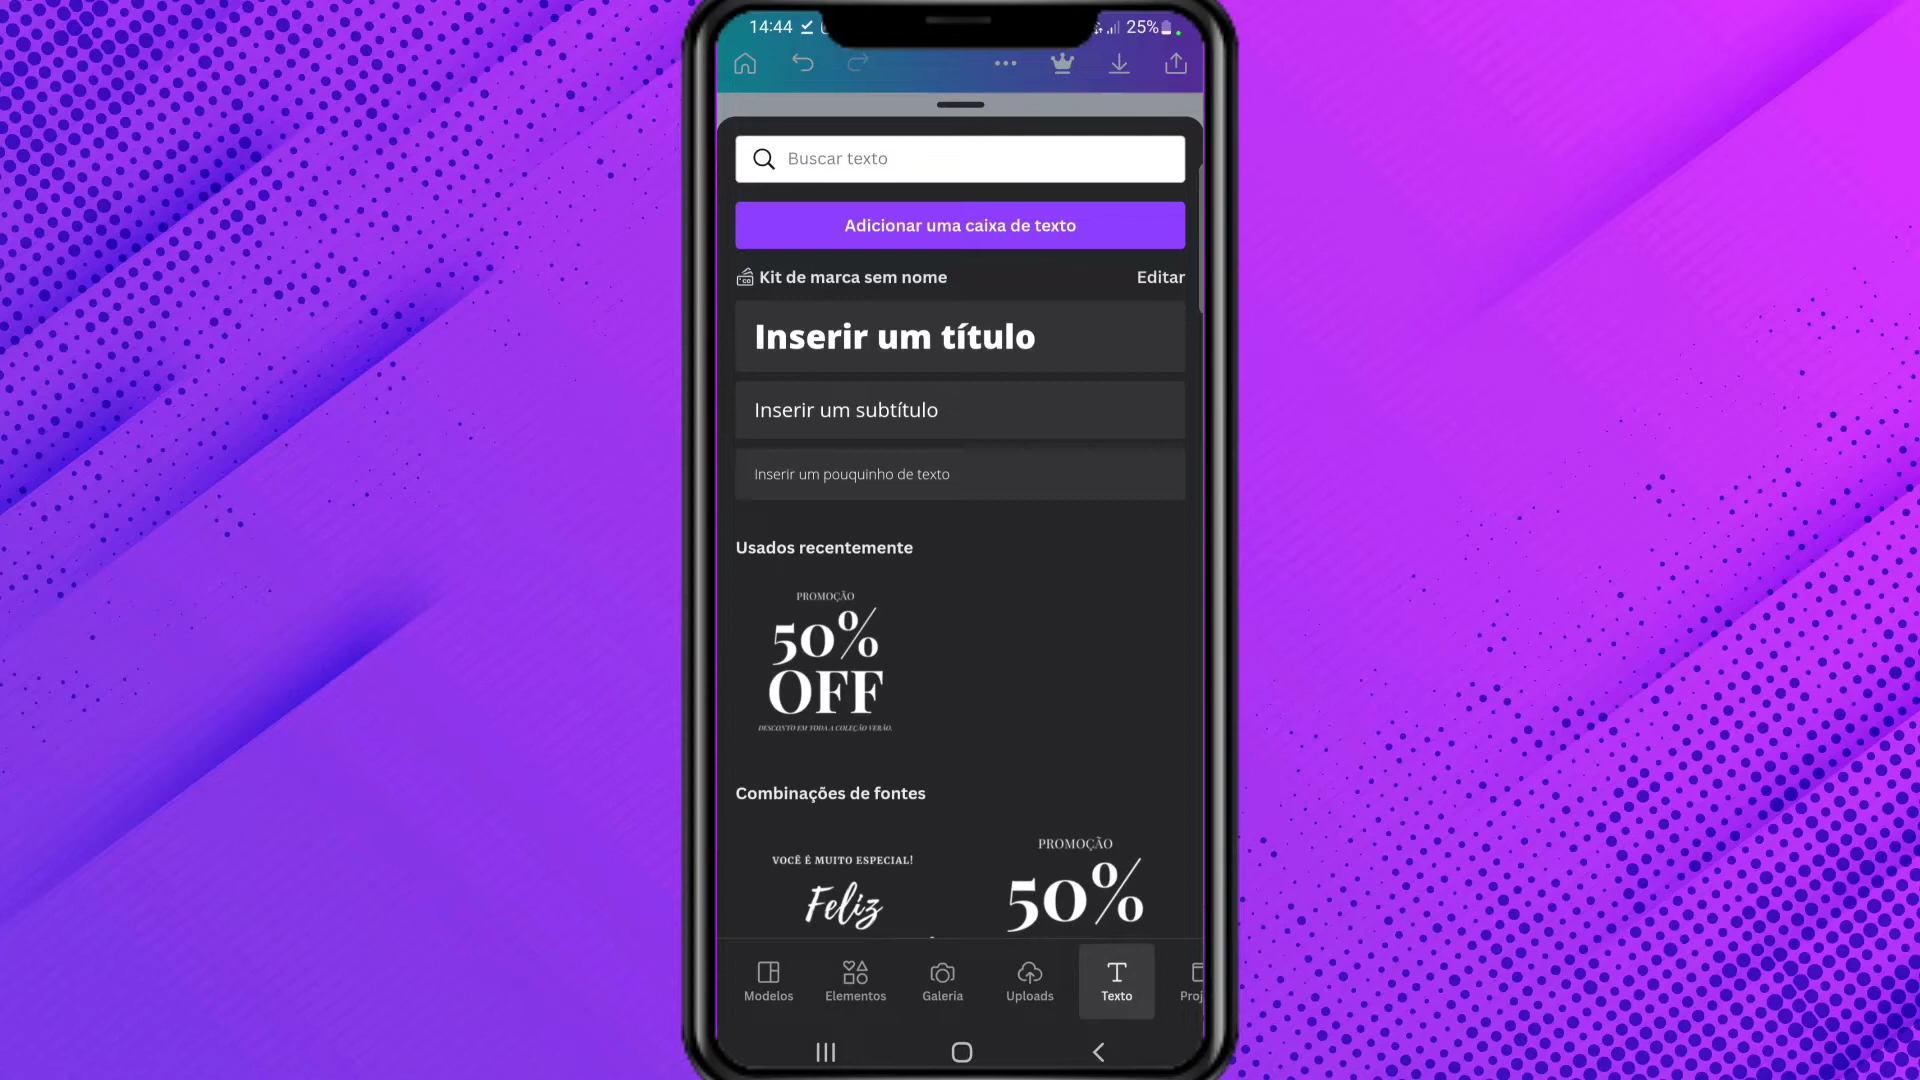 14:44
25%
Buscar texto
Adicionar uma caixa de texto
Kit de marca sem nome
Editar
Inserir um título
Inserir um subtítulo
Inserir um pouquinho de texto
Usados recentemente
PROMOÇÃO
50%
OFF
DESCONTO EM TODA A COLEÇÃO VERÃO.
Combinações de fontes
VOCÊ É MUITO ESPECIAL!
Feliz
PROMOÇÃO
50%
Modelos
Elementos
Galeria
Uploads
Texto
Proj